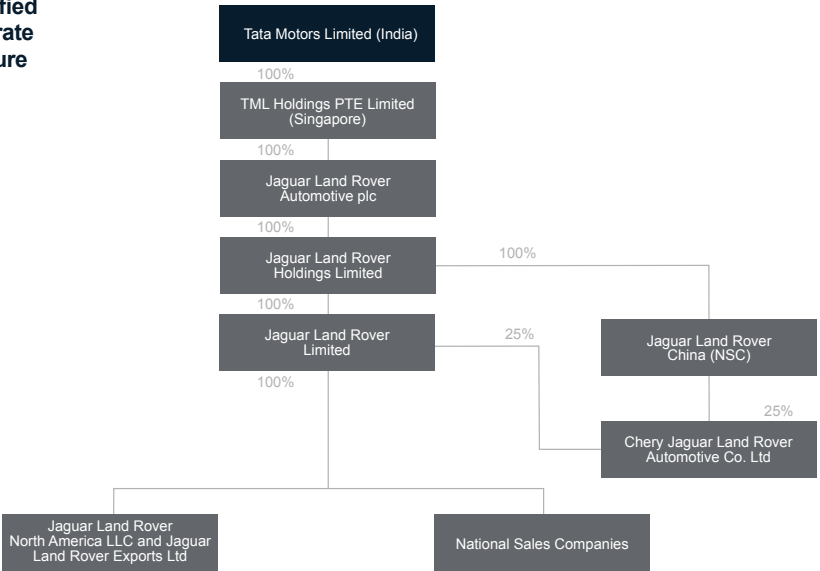 fied
rate
ure
Tata Motors Limited (India)
100%
TML Holdings PTE Limited
(Singapore)
100%
Jaguar Land Rover
Automotive plc
100%
Jaguar Land Rover
Holdings Limited
100%
100%
Jaguar Land Rover
Limited
25%
Jaguar Land Rover
China (NSC)
100%
25%
Chery Jaguar Land Rover
Automotive Co. Ltd
Jaguar Land Rover
North America LLC and Jaguar
Land Rover Exports Ltd
National Sales Companies